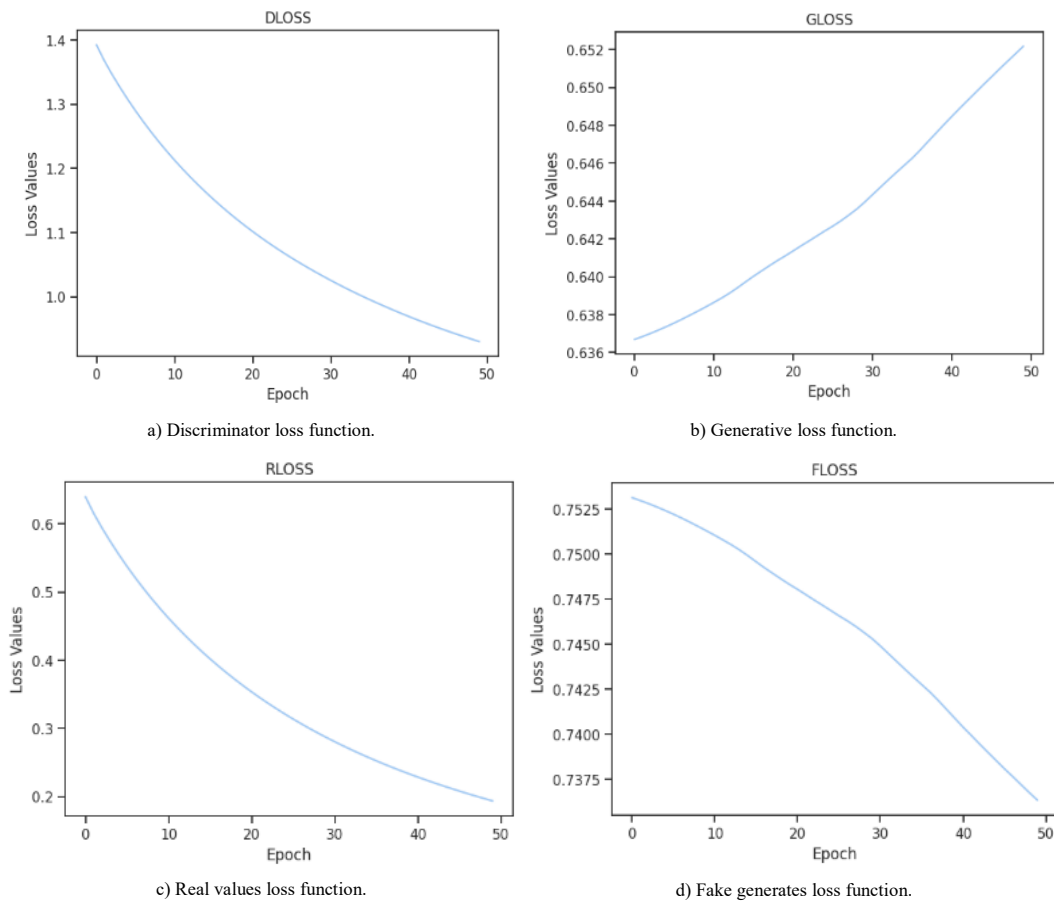 DLOSS
1.4
1.3
1.2
1.1
1.0
Loss Values
0 10 20 30 40 50
Epoch
a) Discriminator loss function.
GLOSS
0.652
0.650
0.648
0.646
0.644
0.642
0.640
0.638
0.636
Loss Values
0 10 20 30 40 50
Epoch
b) Generative loss function.
RLOSS
0.6
0.5
0.4
0.3
0.2
Loss Values
0 10 20 30 40 50
Epoch
c) Real values loss function.
FLOSS
0.7525
0.7500
0.7475
0.7450
0.7425
0.7400
0.7375
Loss Values
0 10 20 30 40 50
Epoch
d) Fake generates loss function.